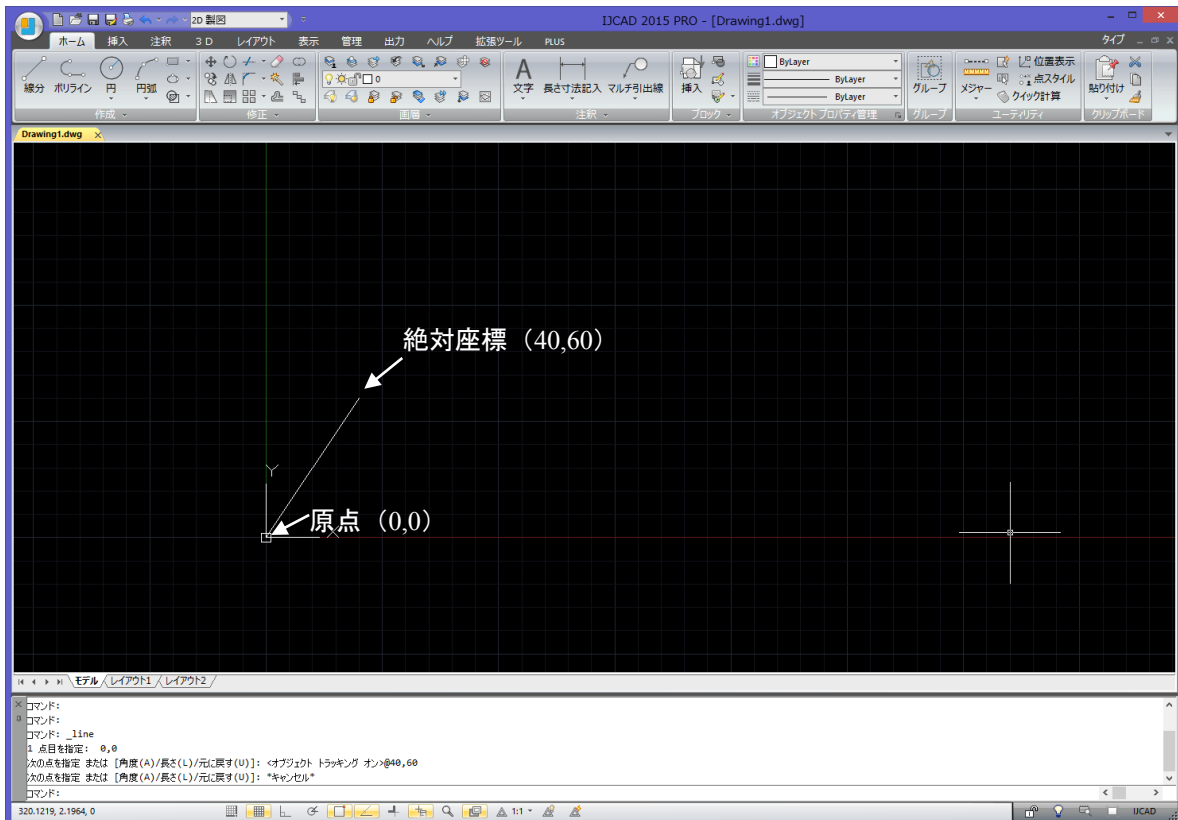 2D 製図
IJCAD 2015 PRO - [Drawing1.dwg]
ホーム 挿入 注釈 3 D レイアウト 表示 管理 出力 ヘルプ 拡張ツール PLUS タイプ
線分 ポリライン 円 円弧
作成
修正
0
画層
文字 長さ寸法記入 マルチ引出線
注釈
挿入
ブロック
ByLayer
ByLayer
ByLayer
オブジェクト プロパティ管理
グループ
グループ
メジャー
位置表示
点スタイル
クイック計算
ユーティリティ
貼り付け
クリップボード
Drawing1.dwg
絶対座標（40,60）
Y
原点（0,0）
X
モデル レイアウト1 レイアウト2
コマンド:
コマンド:
コマンド: _line
1 点目を指定: 0,0
次の点を指定 または [角度(A)/長さ(L)/元に戻す(U)]: <オブジェクト トラッキング オン>@40,60
次の点を指定 または [角度(A)/長さ(L)/元に戻す(U)]: *キャンセル*
コマンド:
320.1219, 2.1964, 0
1:1
IJCAD